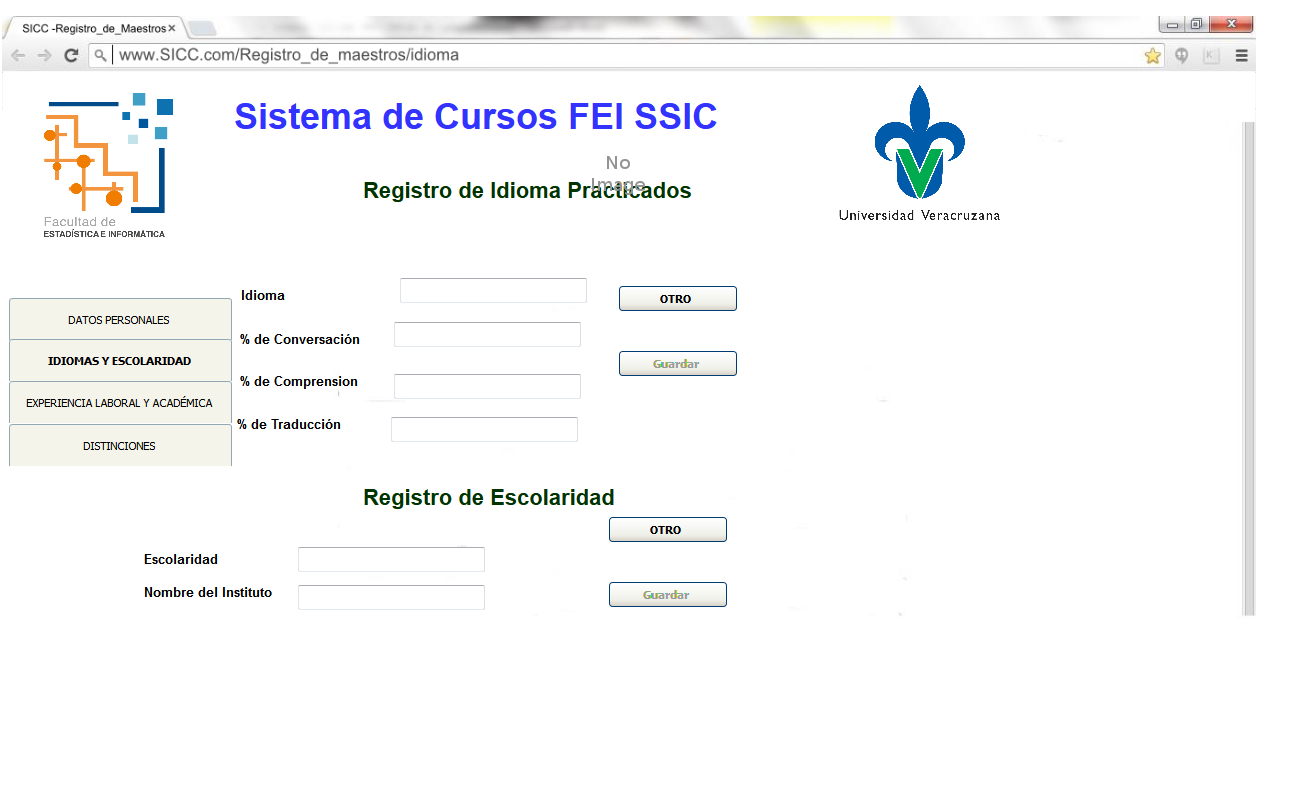 SICC -Registro_de_Maestros
www.SICC.com/Registro_de_maestros/idioma
Sistema de Cursos FEI SSIC
No
Image
Registro de Idioma Practicados
Facultad de
ESTADÍSTICA E INFORMÁTICA
Universidad Veracruzana
Idioma
OTRO
DATOS PERSONALES
% de Conversación
IDIOMAS Y ESCOLARIDAD
Guardar
% de Comprension
EXPERIENCIA LABORAL Y ACADÉMICA
% de Traducción
DISTINCIONES
Registro de Escolaridad
OTRO
Escolaridad
Nombre del Instituto
Guardar